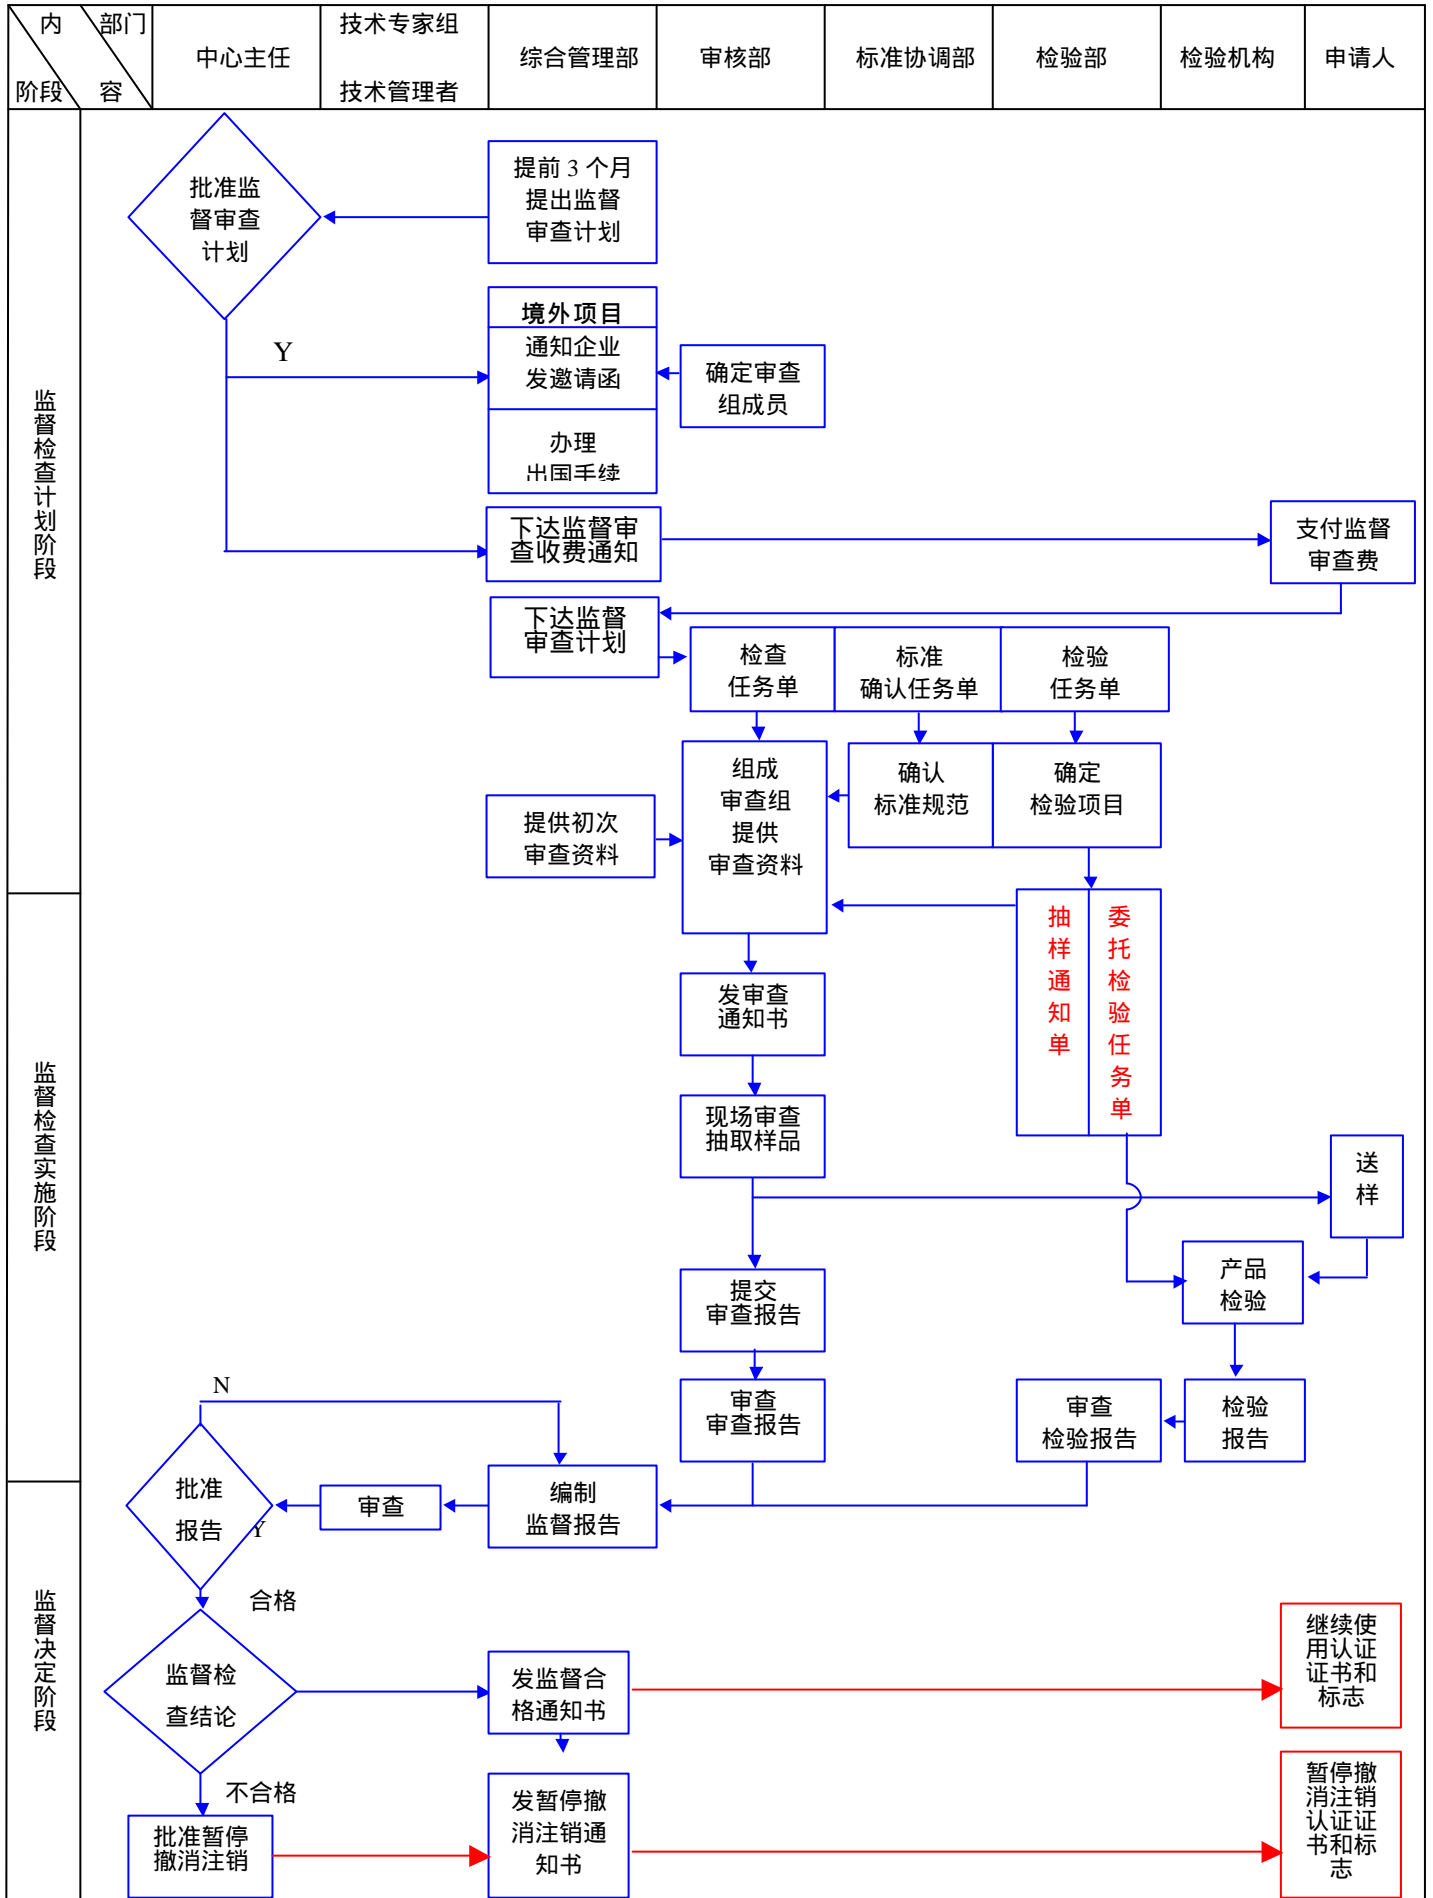 内
部门
阶段
容
中心主任
技术专家组
技术管理者
综合管理部
审核部
标准协调部
检验部
检验机构
申请人
监督检查计划阶段
批准监
督审查
计划
提前 3 个月
提出监督
审查计划
Y
境外项目
通知企业
发邀请函
办理
出国手续
确定审查
组成员
下达监督审
查收费通知
支付监督
审查费
下达监督
审查计划
检查
任务单
标准
确认任务单
检验
任务单
组成
审查组
提供
审查资料
确认
标准规范
确定
检验项目
提供初次
审查资料
监督检查实施阶段
抽样通知单
委托检验任务单
发审查
通知书
现场审查
抽取样品
送
样
产品
检验
提交
审查报告
审查
审查报告
审查
检验报告
检验
报告
N
监督决定阶段
批准
报告
Y
审查
编制
监督报告
合格
监督检
查结论
发监督合
格通知书
继续使
用认证
证书和
标志
不合格
批准暂停
撤消注销
发暂停撤
消注销通
知书
暂停撤
消注销
认证证
书和标
志